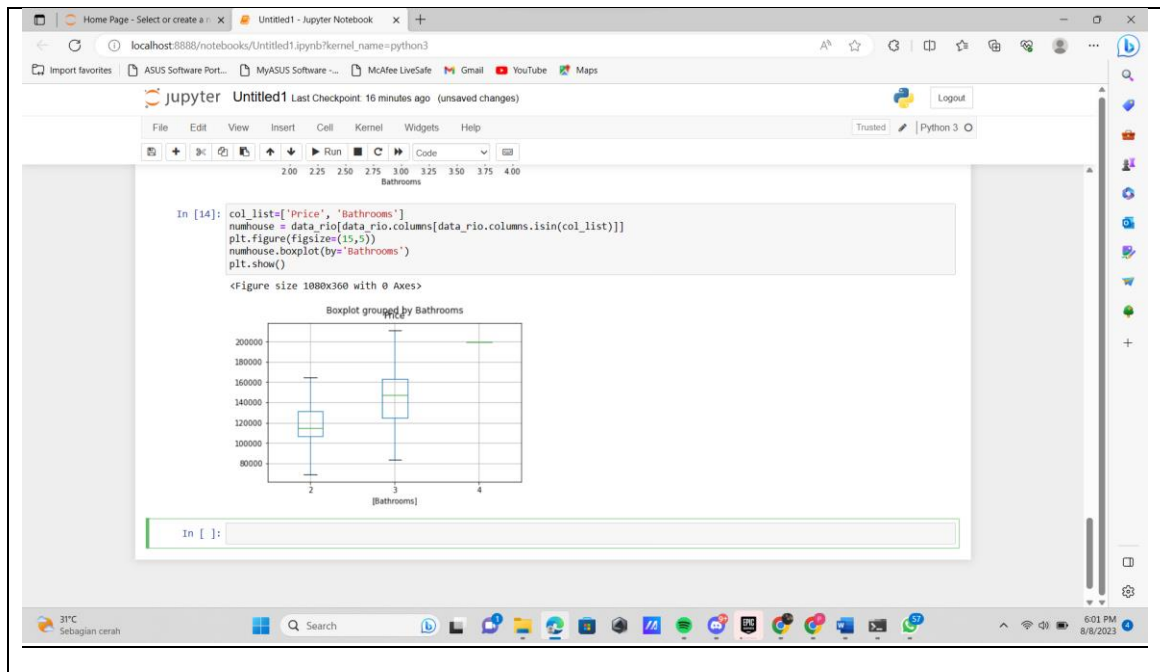 Home Page - Select or create a n
Untitled1 - Jupyter Notebook
localhost:8888/notebooks/Untitled1.ipynb?kernel_name=python3
Import favorites
ASUS Software Port...
MyASUS Software -...
McAfee LiveSafe
Gmail
YouTube
Maps
jupyter Untitled1 Last Checkpoint: 16 minutes ago (unsaved changes)
Logout
File Edit View Insert Cell Kernel Widgets Help
Trusted
Python 3
Run
Code
2.00 2.25 2.50 2.75 3.00 3.25 3.50 3.75 4.00
Bathrooms
In [14]: col_list=['Price', 'Bathrooms']
numhouse = data_rio[data_rio.columns[data_rio.columns.isin(col_list)]]
plt.figure(figsize=(15,5))
numhouse.boxplot(by='Bathrooms')
plt.show()
<Figure size 1080x360 with 0 Axes>
Boxplot grouped by Bathrooms
Price
200000
180000
160000
140000
120000
100000
80000
2 3 4
[Bathrooms]
In [ ]:
31°C
Sebagian cerah
Search
EPIC
57
6:01 PM
8/8/2023
4